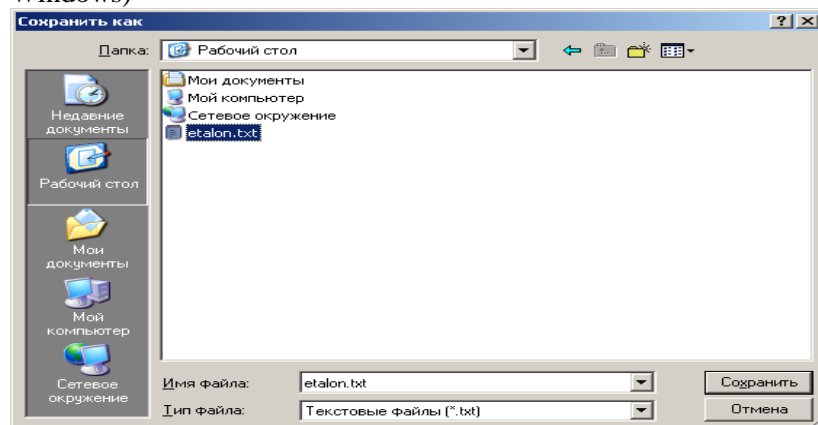 Windows)
Сохранить как
Папка: Рабочий стол
Недавние
документы
Рабочий стол
Мои
документы
Мой
компьютер
Сетевое
окружение
Мои документы
Мой компьютер
Сетевое окружение
etalon.txt
Имя файла: etalon.txt Сохранить
Тип файла: Текстовые файлы (*.txt) Отмена